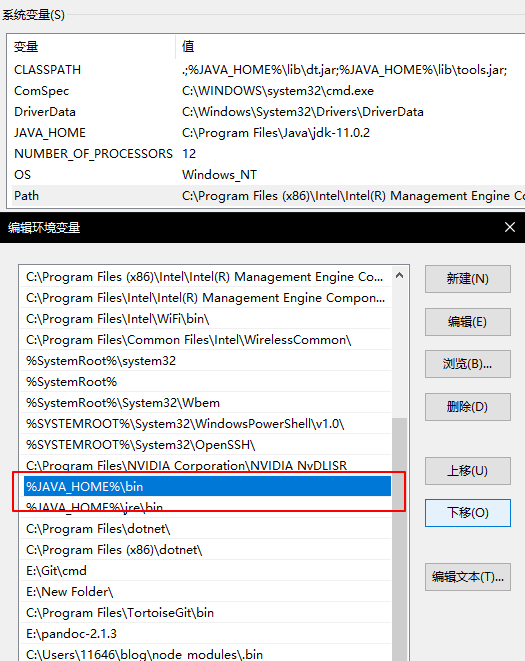 系统变量(S)
变量 值
CLASSPATH .;%JAVA_HOME%\lib\dt.jar;%JAVA_HOME%\lib\tools.jar;
ComSpec C:\WINDOWS\system32\cmd.exe
DriverData C:\Windows\System32\Drivers\DriverData
JAVA_HOME C:\Program Files\Java\jdk-11.0.2
NUMBER_OF_PROCESSORS 12
OS Windows_NT
Path C:\Program Files (x86)\Intel\Intel(R) Management Engine Co
编辑环境变量
C:\Program Files (x86)\Intel\Intel(R) Management Engine Co...
C:\Program Files\Intel\Intel(R) Management Engine Compon...
C:\Program Files\Intel\WiFi\bin\
C:\Program Files\Common Files\Intel\WirelessCommon\
%SystemRoot%\system32
%SystemRoot%
%SystemRoot%\System32\Wbem
%SYSTEMROOT%\System32\WindowsPowerShell\v1.0\
%SYSTEMROOT%\System32\OpenSSH\
C:\Program Files\NVIDIA Corporation\NVIDIA NvDLISR
%JAVA_HOME%\bin
%JAVA_HOME%\jre\bin
C:\Program Files\dotnet\
C:\Program Files (x86)\dotnet\
E:\Git\cmd
E:\New Folder\
C:\Program Files\TortoiseGit\bin
E:\pandoc-2.1.3
C:\Users\11646\blog\node_modules\.bin
新建(N)
编辑(E)
浏览(B)...
删除(D)
上移(U)
下移(O)
编辑文本(T)...